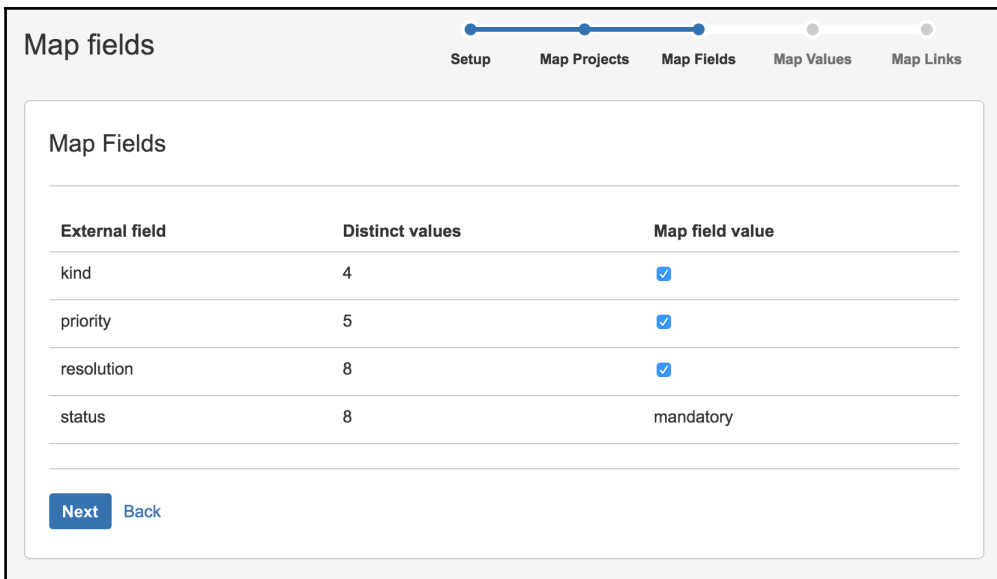 Map fields
Setup Map Projects Map Fields Map Values Map Links
Map Fields
External field Distinct values Map field value
kind 4
priority 5
resolution 8
status 8 mandatory
Next Back